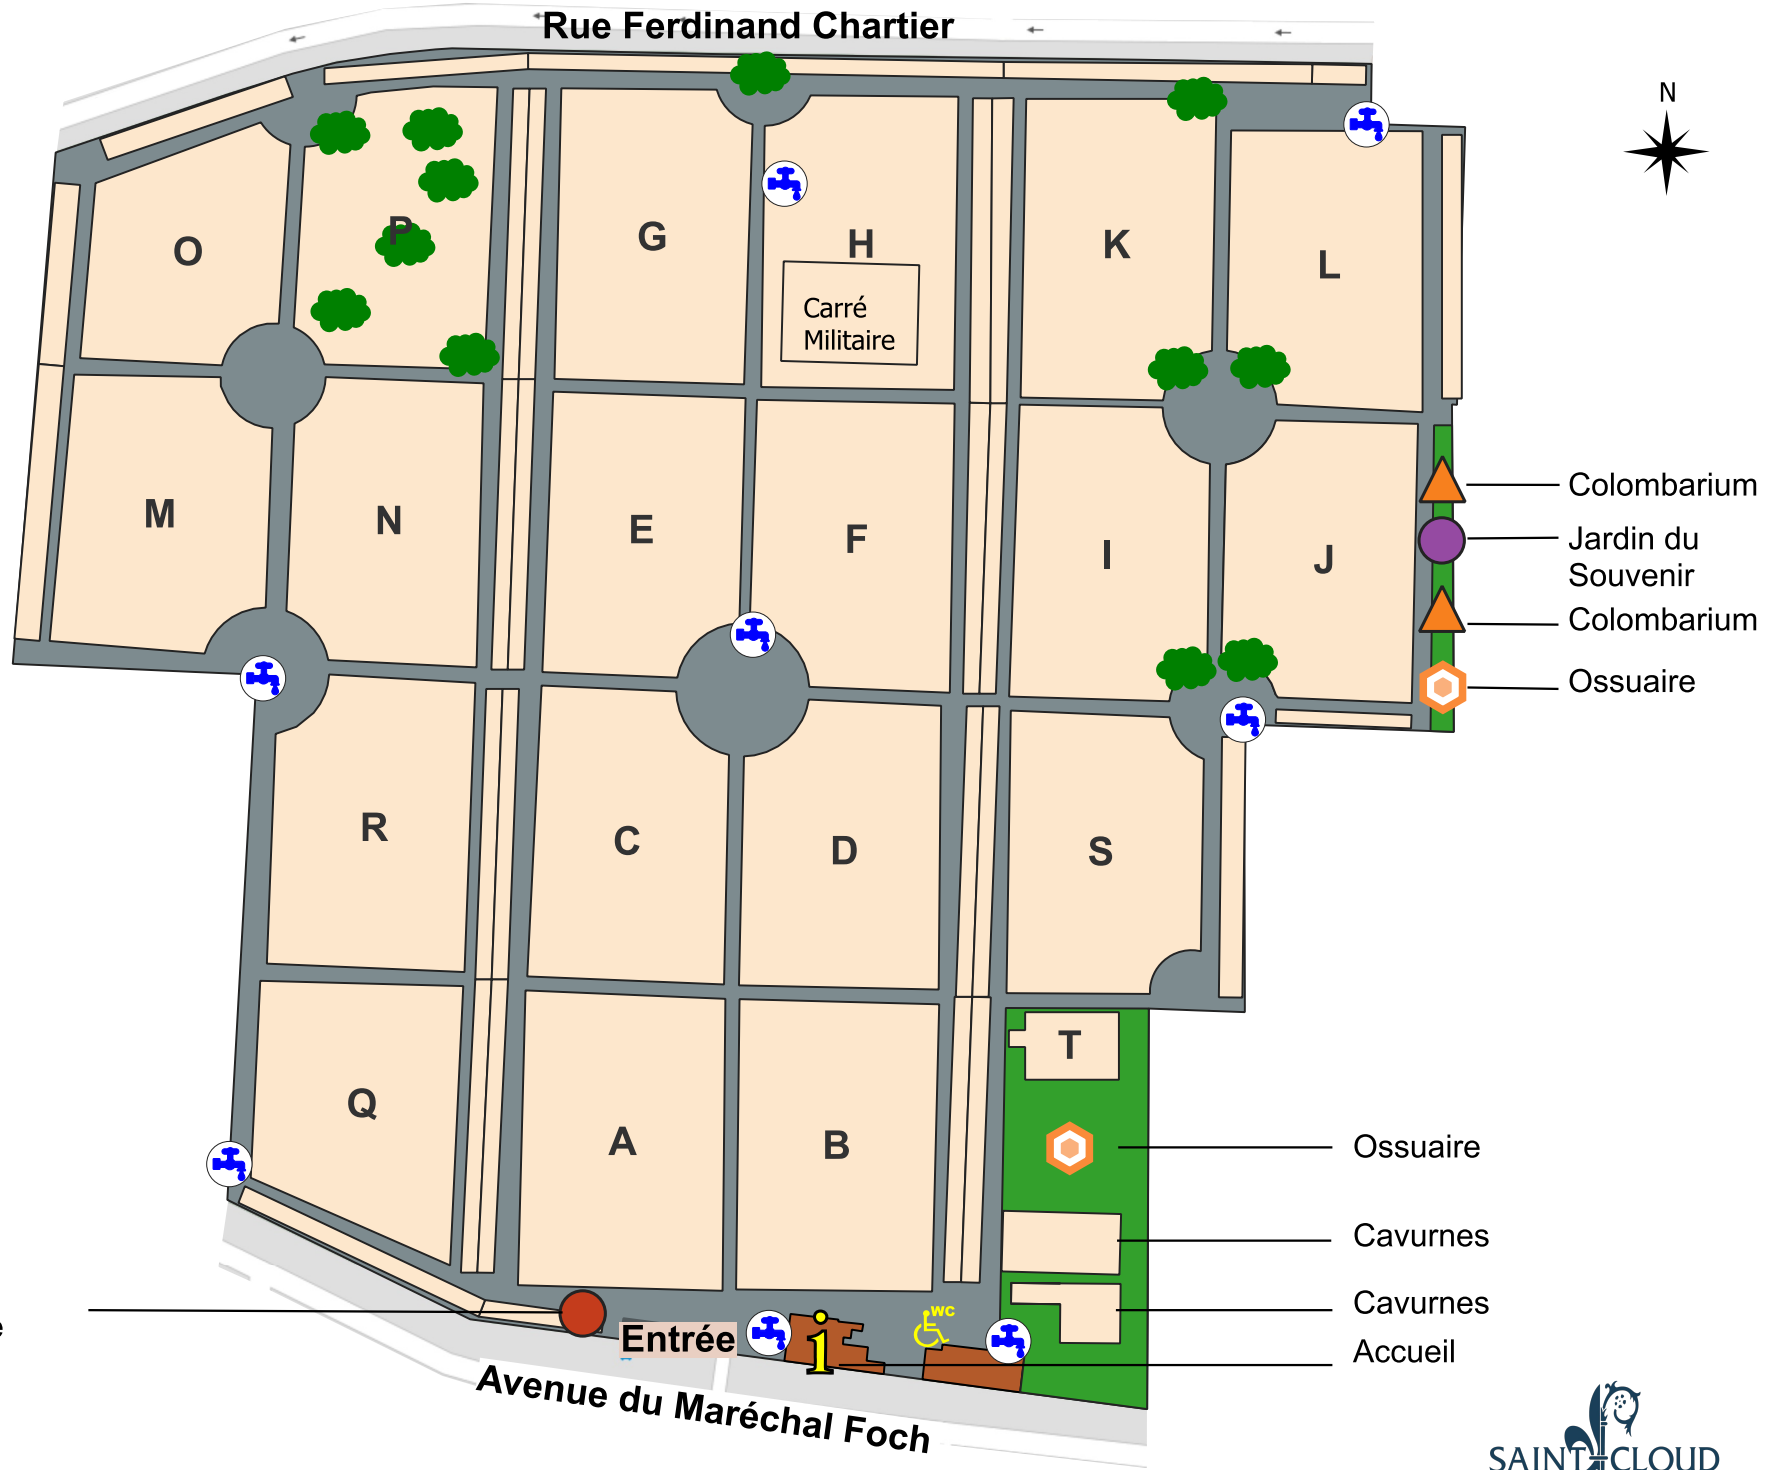 Rue Ferdinand Chartier
N
P
G
H
K
L
O
Carré
Militaire
Colombarium
Jardin du
Souvenir
Colombarium
Ossuaire
M
N
E
F
I
J
R
C
D
S
T
Q
A
B
Ossuaire
Cavurnes
Cavurnes
Accueil
WC
i
Entrée
e
Avenue du Maréchal Foch
SAINT CLOUD